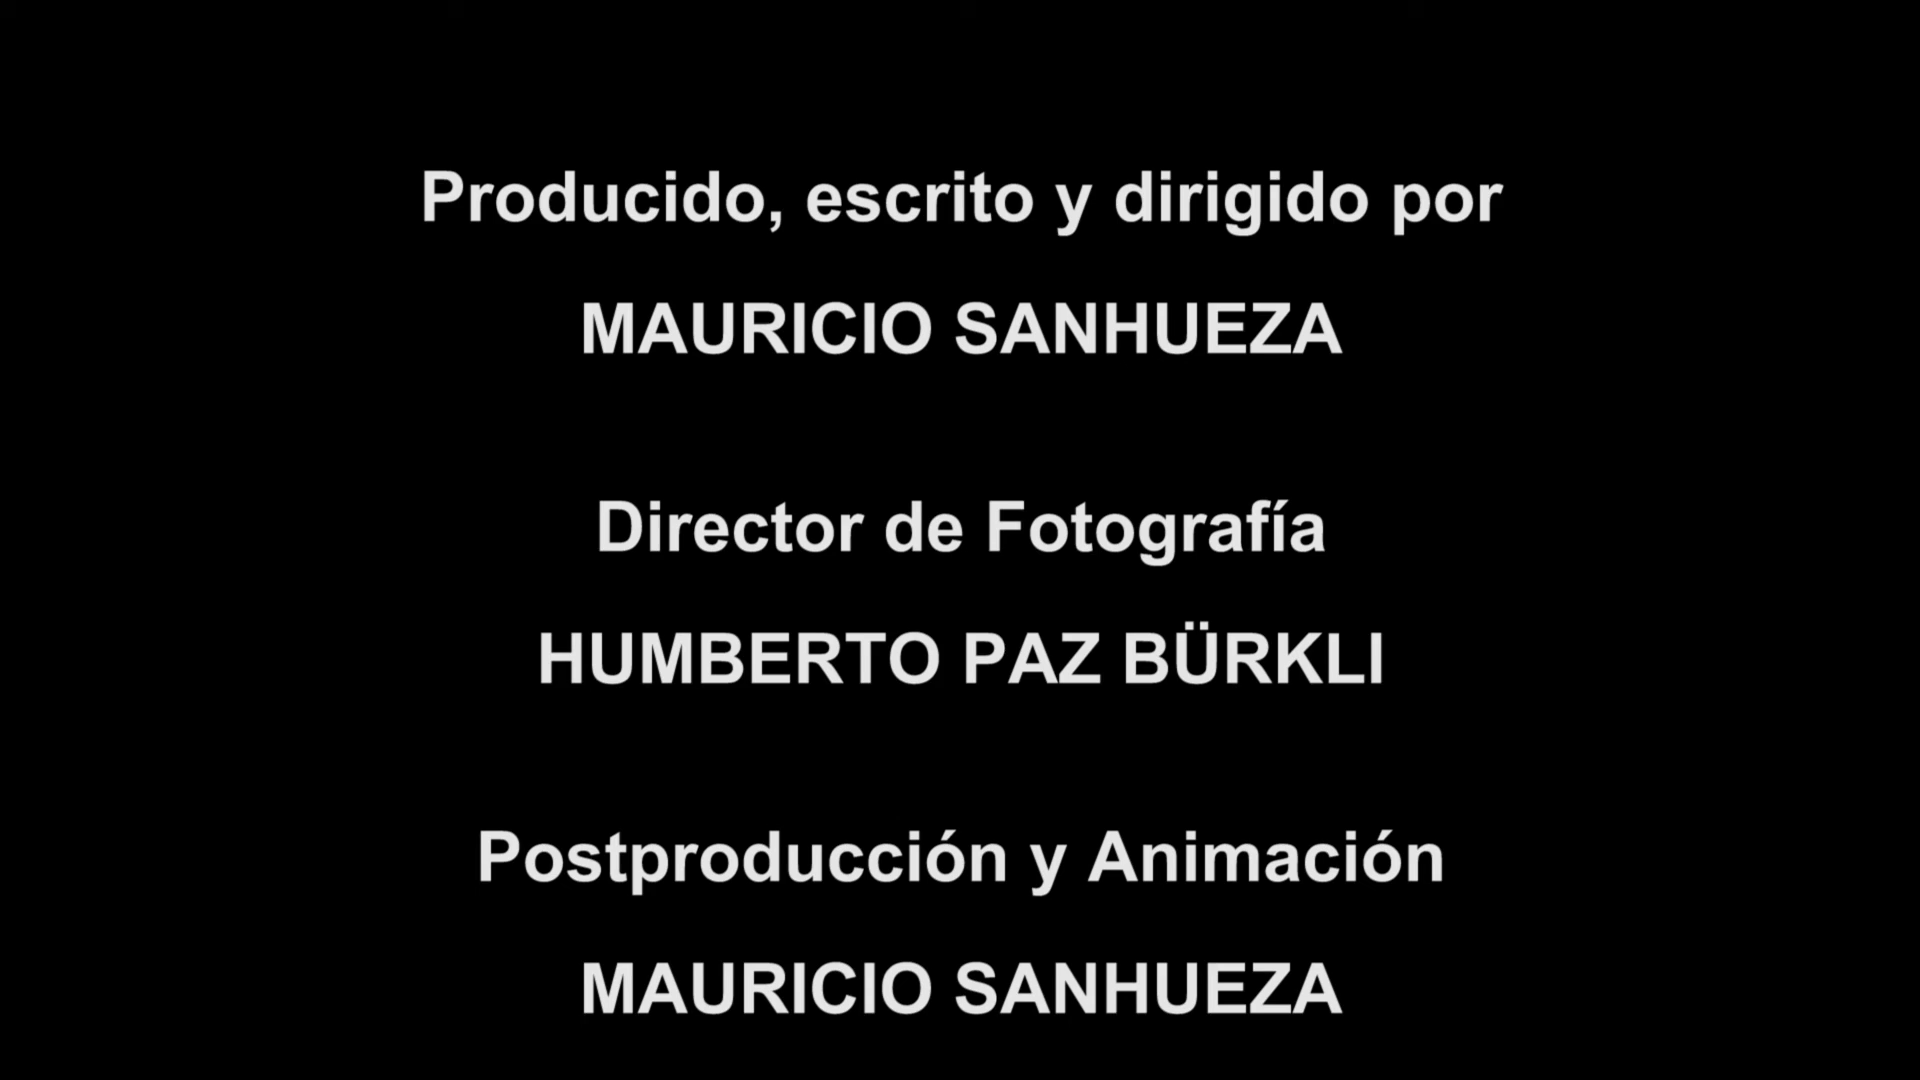 Producido, escrito y dirigido por
MAURICIO SANHUEZA
Director de Fotografía
HUMBERTO PAZ BÜRKLI
Postproducción y Animación
MAURICIO SANHUEZA